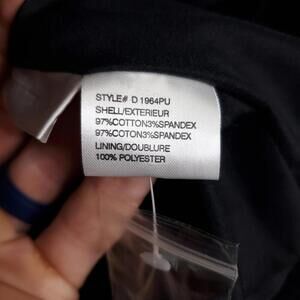 STYLE# D 1964PU
SHELL/EXTERIEUR
97%COTTON3%SPANDEX
97%COTON3%SPANDEX
LINING/DOUBLURE
100% POLYESTER